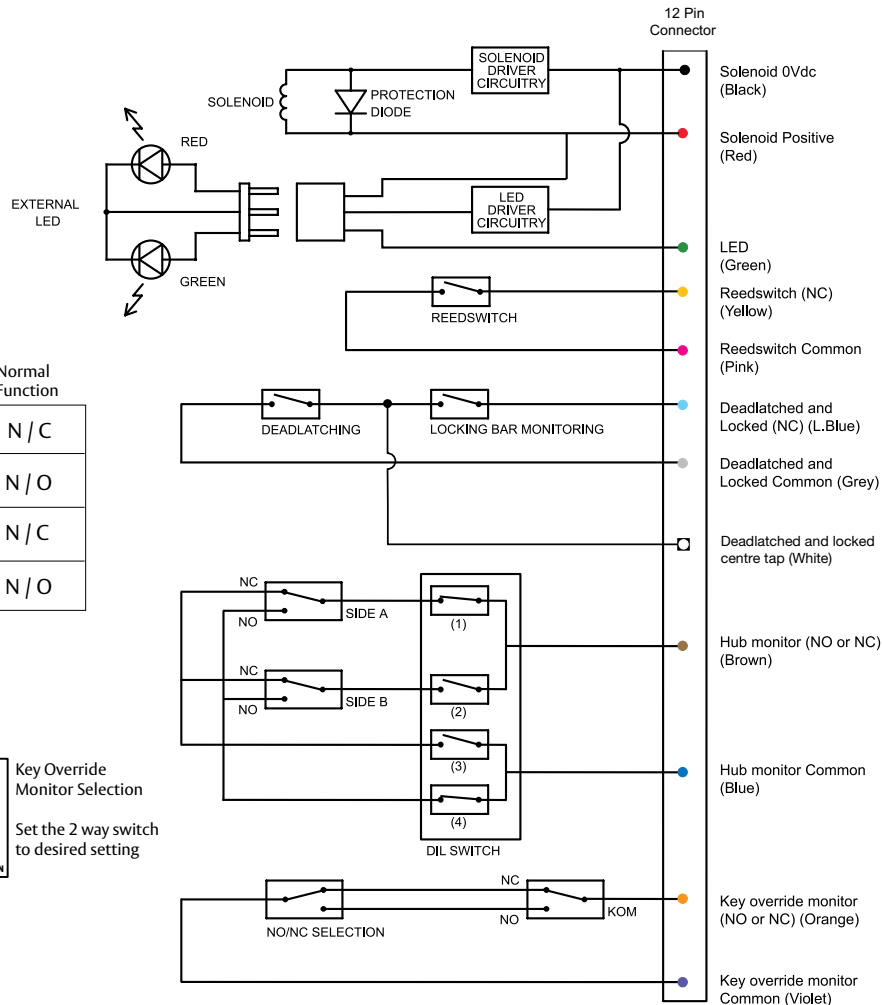 12 Pin
Connector
SOLENOID
DRIVER
CIRCUITRY
Solenoid 0Vdc
(Black)
SOLENOID
PROTECTION
DIODE
Solenoid Positive
(Red)
RED
EXTERNAL
LED
LED
DRIVER
CIRCUITRY
GREEN
LED
(Green)
REEDSWITCH
Reedswitch (NC)
(Yellow)
Reedswitch Common
(Pink)
Normal
Function
N / C
N / O
N / C
N / O
DEADLATCHING
LOCKING BAR MONITORING
Deadlatched and
Locked (NC) (L.Blue)
Deadlatched and
Locked Common (Grey)
Deadlatched and locked
centre tap (White)
NC
NO
SIDE A
(1)
Hub monitor (NO or NC)
(Brown)
NC
NO
SIDE B
(2)
(3)
(4)
DIL SWITCH
Hub monitor Common
(Blue)
Key Override
Monitor Selection
Set the 2 way switch
to desired setting
NO/NC SELECTION
NC
NO
KOM
Key override monitor
(NO or NC) (Orange)
Key override monitor
Common (Violet)